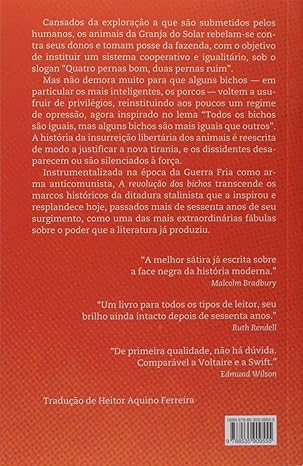 Cansados da exploração a que são submetidos pelos
humanos, os animais da Granja do Solar rebelam-se con-
tra seus donos e tomam posse da fazenda, com o objetivo
de instituir um sistema cooperativo e igualitário, sob o
slogan “Quatro pernas bom, duas pernas ruim”.
Mas não demora muito para que alguns bichos — em
particular os mais inteligentes, os porcos — voltem a usu-
fruir de privilégios, reinstituindo aos poucos um regime
de opressão, agora inspirado no lema “Todos os bichos
são iguais, mas alguns bichos são mais iguais que outros”.
A história da insurreição libertária dos animais é reescrita
de modo a justificar a nova tirania, e os dissidentes desa-
parecem ou são silenciados à força.
Instrumentalizada na época da Guerra Fria como
arma anticomunista, A revolução dos bichos transcende os
marcos históricos da ditadura stalinista que a inspirou e
resplandece hoje, passados mais de sessenta anos de seu
surgimento, como uma das mais extraordinárias fábulas
sobre o poder que a literatura já produziu.
“A melhor sátira já escrita sobre
a face negra da história moderna.”
Malcolm Bradbury
“Um livro para todos os tipos de leitor, seu
brilho ainda intacto depois de sessenta anos.”
Ruth Rendell
“De primeira qualidade, não há dúvida.
Comparável a Voltaire e a Swift.”
Edmund Wilson
Tradução de Heitor Aquino Ferreira
9 788535 909555